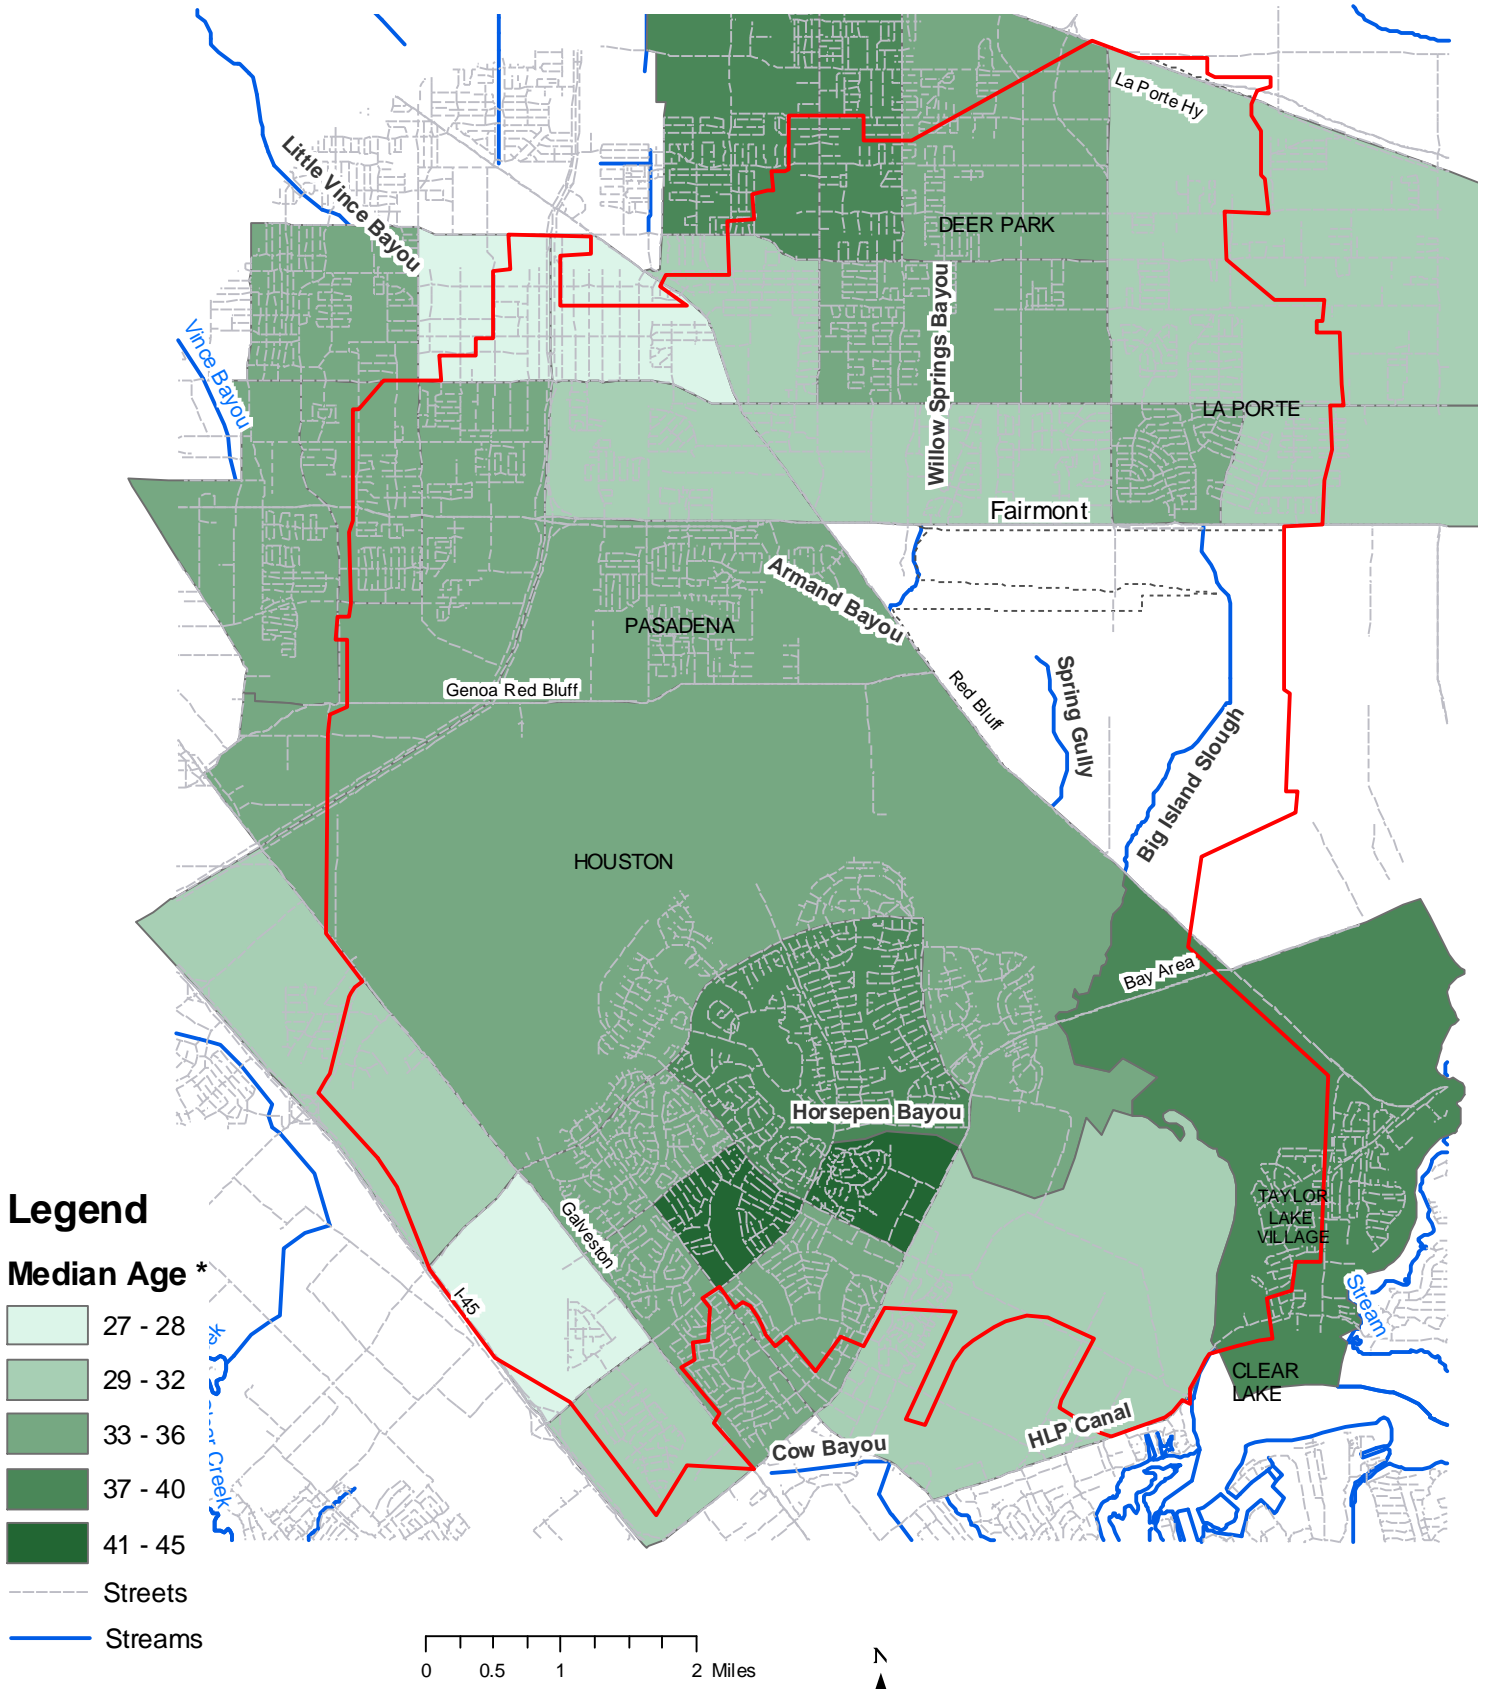 La Porte Hy
Little Vince Bayou
DEER PARK
Willow Springs Bayou
Vince Bayou
LA PORTE
Fairmont
Armand Bayou
PASADENA
Genoa Red Bluff
Red Bluff
Spring Gully
Big Island Slough
HOUSTON
Bay Area
Horsepen Bayou
TAYLOR
LAKE
VILLAGE
Galveston
I-45
Stream
CLEAR
LAKE
HLP Canal
Cow Bayou
Creek
Legend
Median Age *
27 - 28
29 - 32
33 - 36
37 - 40
41 - 45
Streets
Streams
0 0.5 1 2 Miles
N